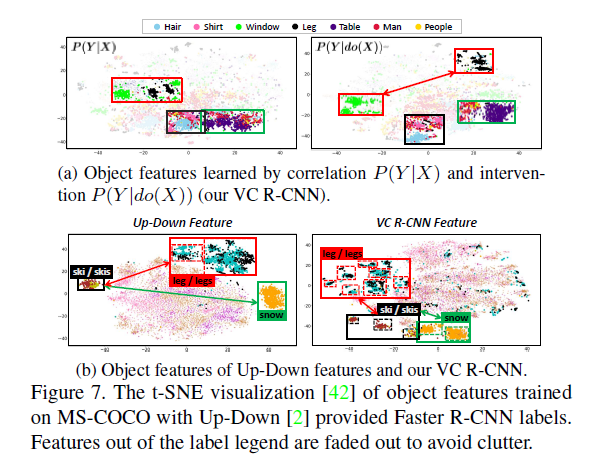 Hair Shirt Window Leg Table Man People
P(Y|X)
P(Y|do(X))
(a) Object features learned by correlation P(Y|X) and interven-
tion P(Y|do(X)) (our VC R-CNN).
Up-Down Feature VC R-CNN Feature
ski / skis
leg / legs
snow
leg / legs
ski / skis
snow
(b) Object features of Up-Down features and our VC R-CNN.
Figure 7. The t-SNE visualization [42] of object features trained
on MS-COCO with Up-Down [2] provided Faster R-CNN labels.
Features out of the label legend are faded out to avoid clutter.